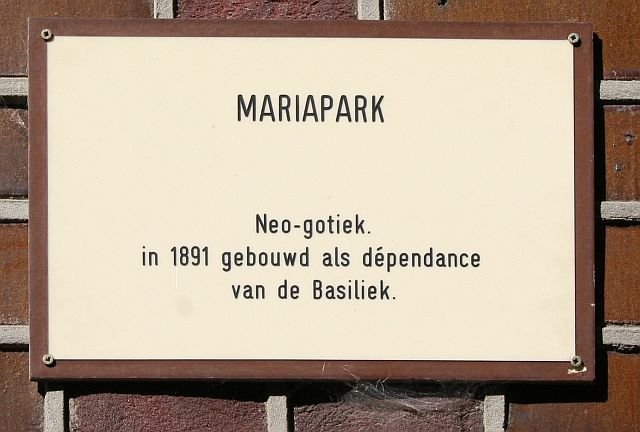 MARIAPARK
Neo-gotiek.
in 1891 gebouwd als dépendance
van de Basiliek.